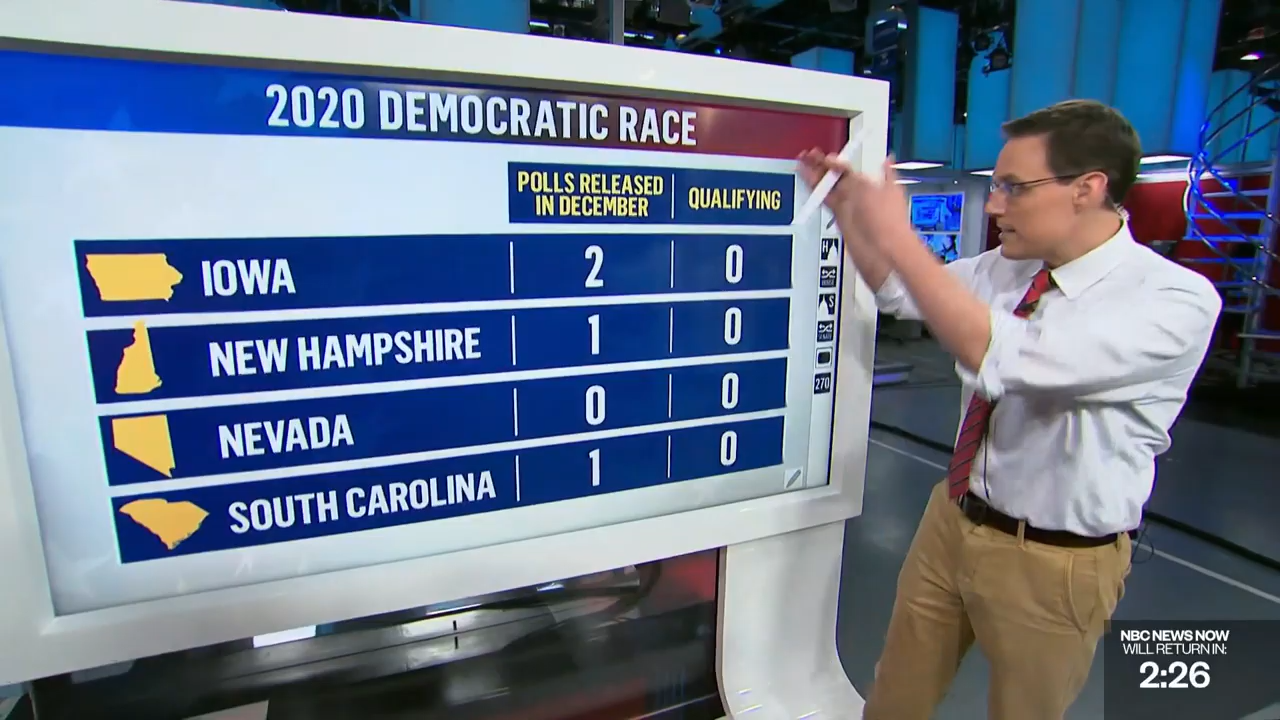 2020 DEMOCRATIC RACE
POLLS RELEASED
IN DECEMBER
QUALIFYING
IOWA 2 0
NEW HAMPSHIRE 1 0
NEVADA 0 0
SOUTH CAROLINA 1 0
H
S
270
NBC NEWS NOW
WILL RETURN IN:
2:26